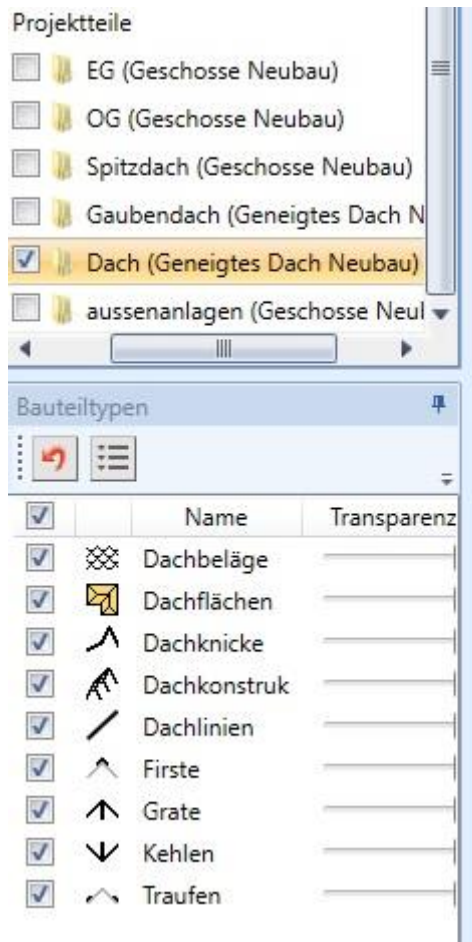 Projektteile
EG (Geschosse Neubau)
OG (Geschosse Neubau)
Spitzdach (Geschosse Neubau)
Gaubendach (Geneigtes Dach N
Dach (Geneigtes Dach Neubau)
aussenanlagen (Geschosse Neul
Bauteiltypen
Name Transparenz
Dachbeläge
Dachflächen
Dachknicke
Dachkonstruk
Dachlinien
Firste
Grate
Kehlen
Traufen